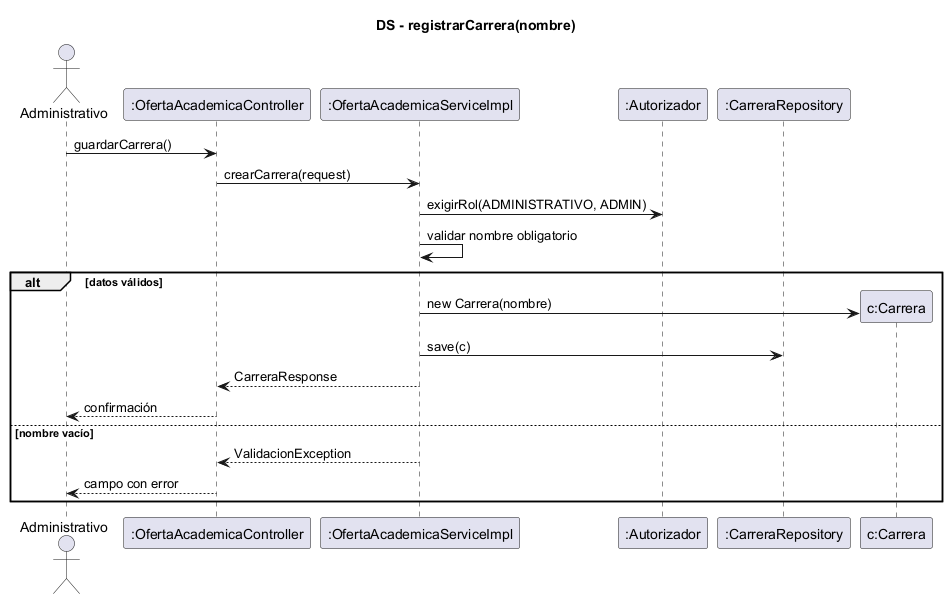 DS - registrarCarrera(nombre)
Administrativo
:OfertaAcademicaController
:OfertaAcademicaServiceImpl
:Autorizador
:CarreraRepository
guardarCarrera()
crearCarrera(request)
exigirRol(ADMINISTRATIVO, ADMIN)
validar nombre obligatorio
alt
[datos válidos]
new Carrera(nombre)
c:Carrera
save(c)
CarreraResponse
confirmación
[nombre vacío]
ValidacionException
campo con error
Administrativo
:OfertaAcademicaController
:OfertaAcademicaServiceImpl
:Autorizador
:CarreraRepository
c:Carrera